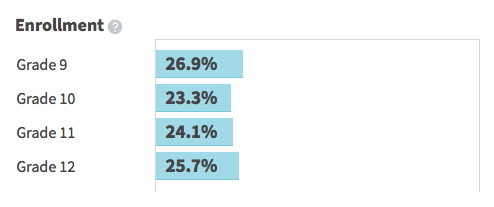 Enrollment ?
Grade 9 26.9%
Grade 10 23.3%
Grade 11 24.1%
Grade 12 25.7%